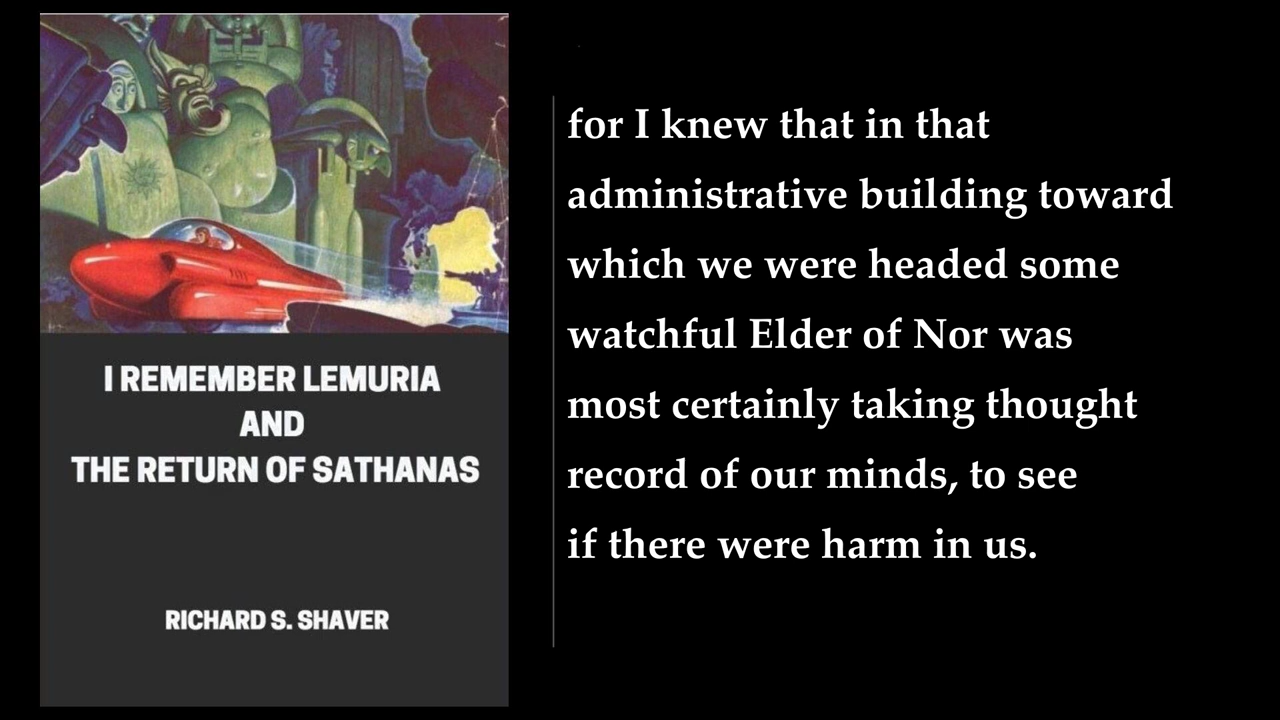 I REMEMBER LEMURIA
AND
THE RETURN OF SATHANAS
RICHARD S. SHAVER
for I knew that in that
administrative building toward
which we were headed some
watchful Elder of Nor was
most certainly taking thought
record of our minds, to see
if there were harm in us.